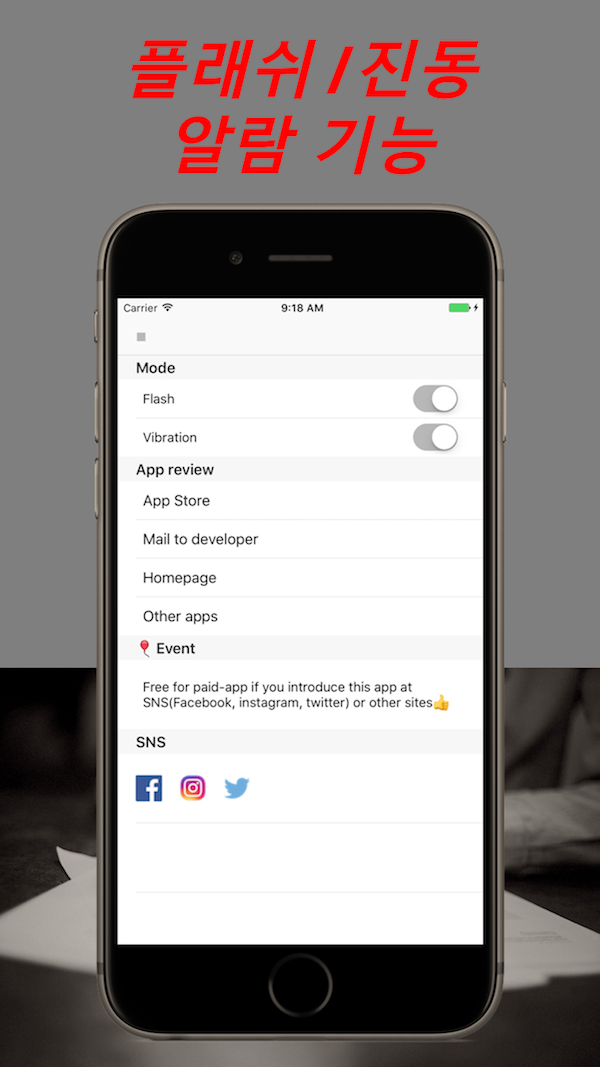 플래쉬/진동
알람 기능
Carrier 9:18 AM
Mode
Flash
Vibration
App review
App Store
Mail to developer
Homepage
Other apps
🎈 Event
Free for paid-app if you introduce this app at
SNS(Facebook, instagram, twitter) or other sites👍
SNS